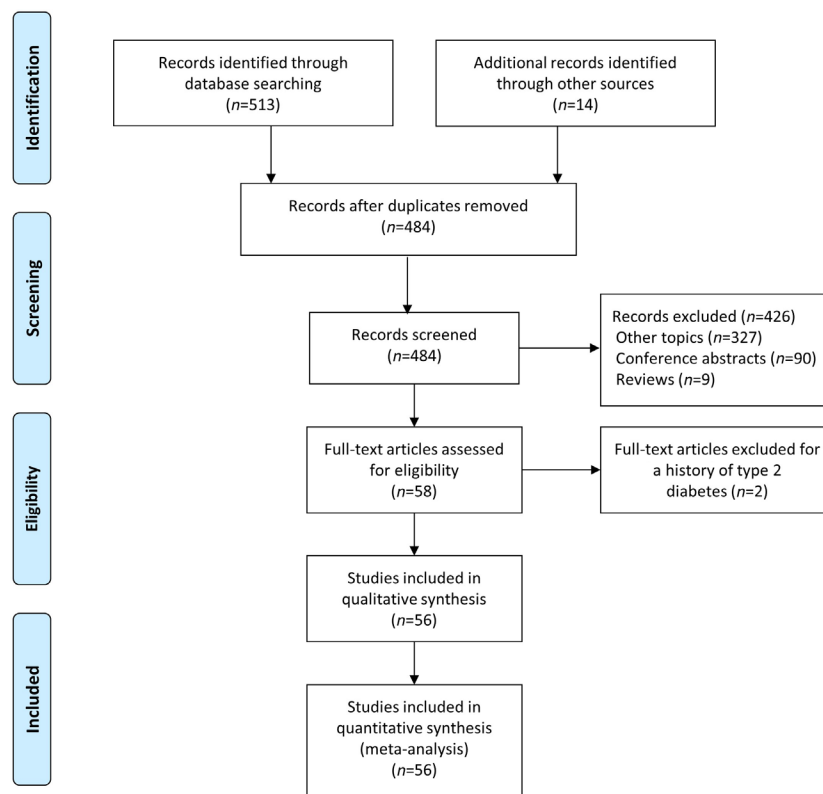 Identification
Records identified through
database searching
(n=513)
Additional records identified
through other sources
(n=14)
Records after duplicates removed
(n=484)
Screening
Records screened
(n=484)
Records excluded (n=426)
Other topics (n=327)
Conference abstracts (n=90)
Reviews (n=9)
Eligibility
Full-text articles assessed
for eligibility
(n=58)
Full-text articles excluded for
a history of type 2
diabetes (n=2)
Studies included in
qualitative synthesis
(n=56)
Included
Studies included in
quantitative synthesis
(meta-analysis)
(n=56)